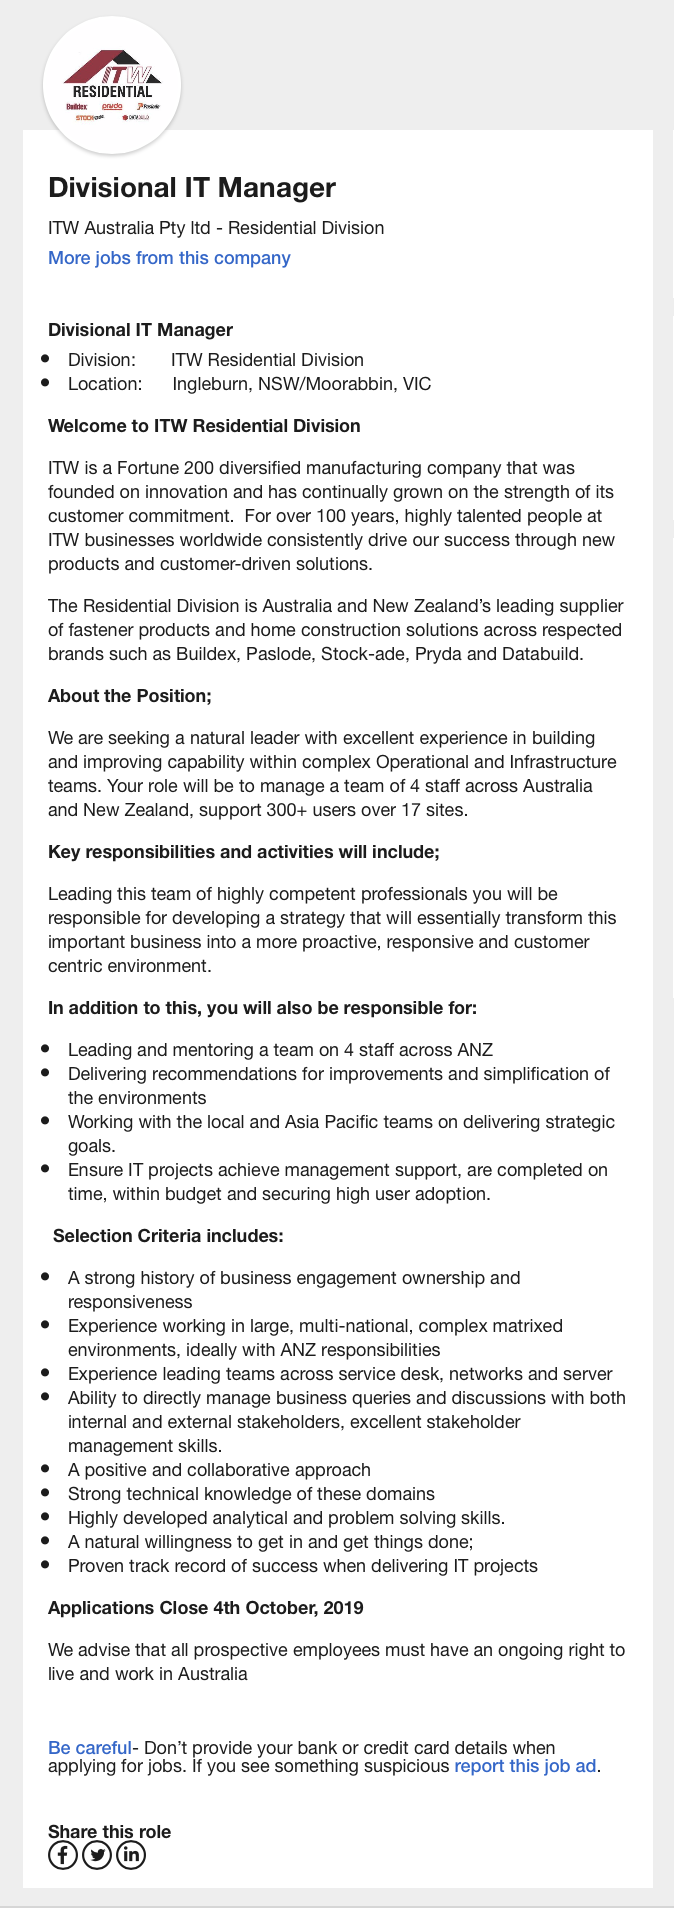 ITW
RESIDENTIAL
Buildex pryda Paslode
STOCKade DATABUILD
Divisional IT Manager
ITW Australia Pty ltd - Residential Division
More jobs from this company
Divisional IT Manager
• Division: ITW Residential Division
• Location: Ingleburn, NSW/Moorabbin, VIC
Welcome to ITW Residential Division
ITW is a Fortune 200 diversified manufacturing company that was
founded on innovation and has continually grown on the strength of its
customer commitment.  For over 100 years, highly talented people at
ITW businesses worldwide consistently drive our success through new
products and customer-driven solutions.
The Residential Division is Australia and New Zealand’s leading supplier
of fastener products and home construction solutions across respected
brands such as Buildex, Paslode, Stock-ade, Pryda and Databuild.
About the Position;
We are seeking a natural leader with excellent experience in building
and improving capability within complex Operational and Infrastructure
teams. Your role will be to manage a team of 4 staff across Australia
and New Zealand, support 300+ users over 17 sites.
Key responsibilities and activities will include;
Leading this team of highly competent professionals you will be
responsible for developing a strategy that will essentially transform this
important business into a more proactive, responsive and customer
centric environment.
In addition to this, you will also be responsible for:
• Leading and mentoring a team on 4 staff across ANZ
• Delivering recommendations for improvements and simplification of
the environments
• Working with the local and Asia Pacific teams on delivering strategic
goals.
• Ensure IT projects achieve management support, are completed on
time, within budget and securing high user adoption.
Selection Criteria includes:
• A strong history of business engagement ownership and
responsiveness
• Experience working in large, multi-national, complex matrixed
environments, ideally with ANZ responsibilities
• Experience leading teams across service desk, networks and server
• Ability to directly manage business queries and discussions with both
internal and external stakeholders, excellent stakeholder
management skills.
• A positive and collaborative approach
• Strong technical knowledge of these domains
• Highly developed analytical and problem solving skills.
• A natural willingness to get in and get things done;
• Proven track record of success when delivering IT projects
Applications Close 4th October, 2019
We advise that all prospective employees must have an ongoing right to
live and work in Australia
Be careful- Don’t provide your bank or credit card details when
applying for jobs. If you see something suspicious report this job ad.
Share this role